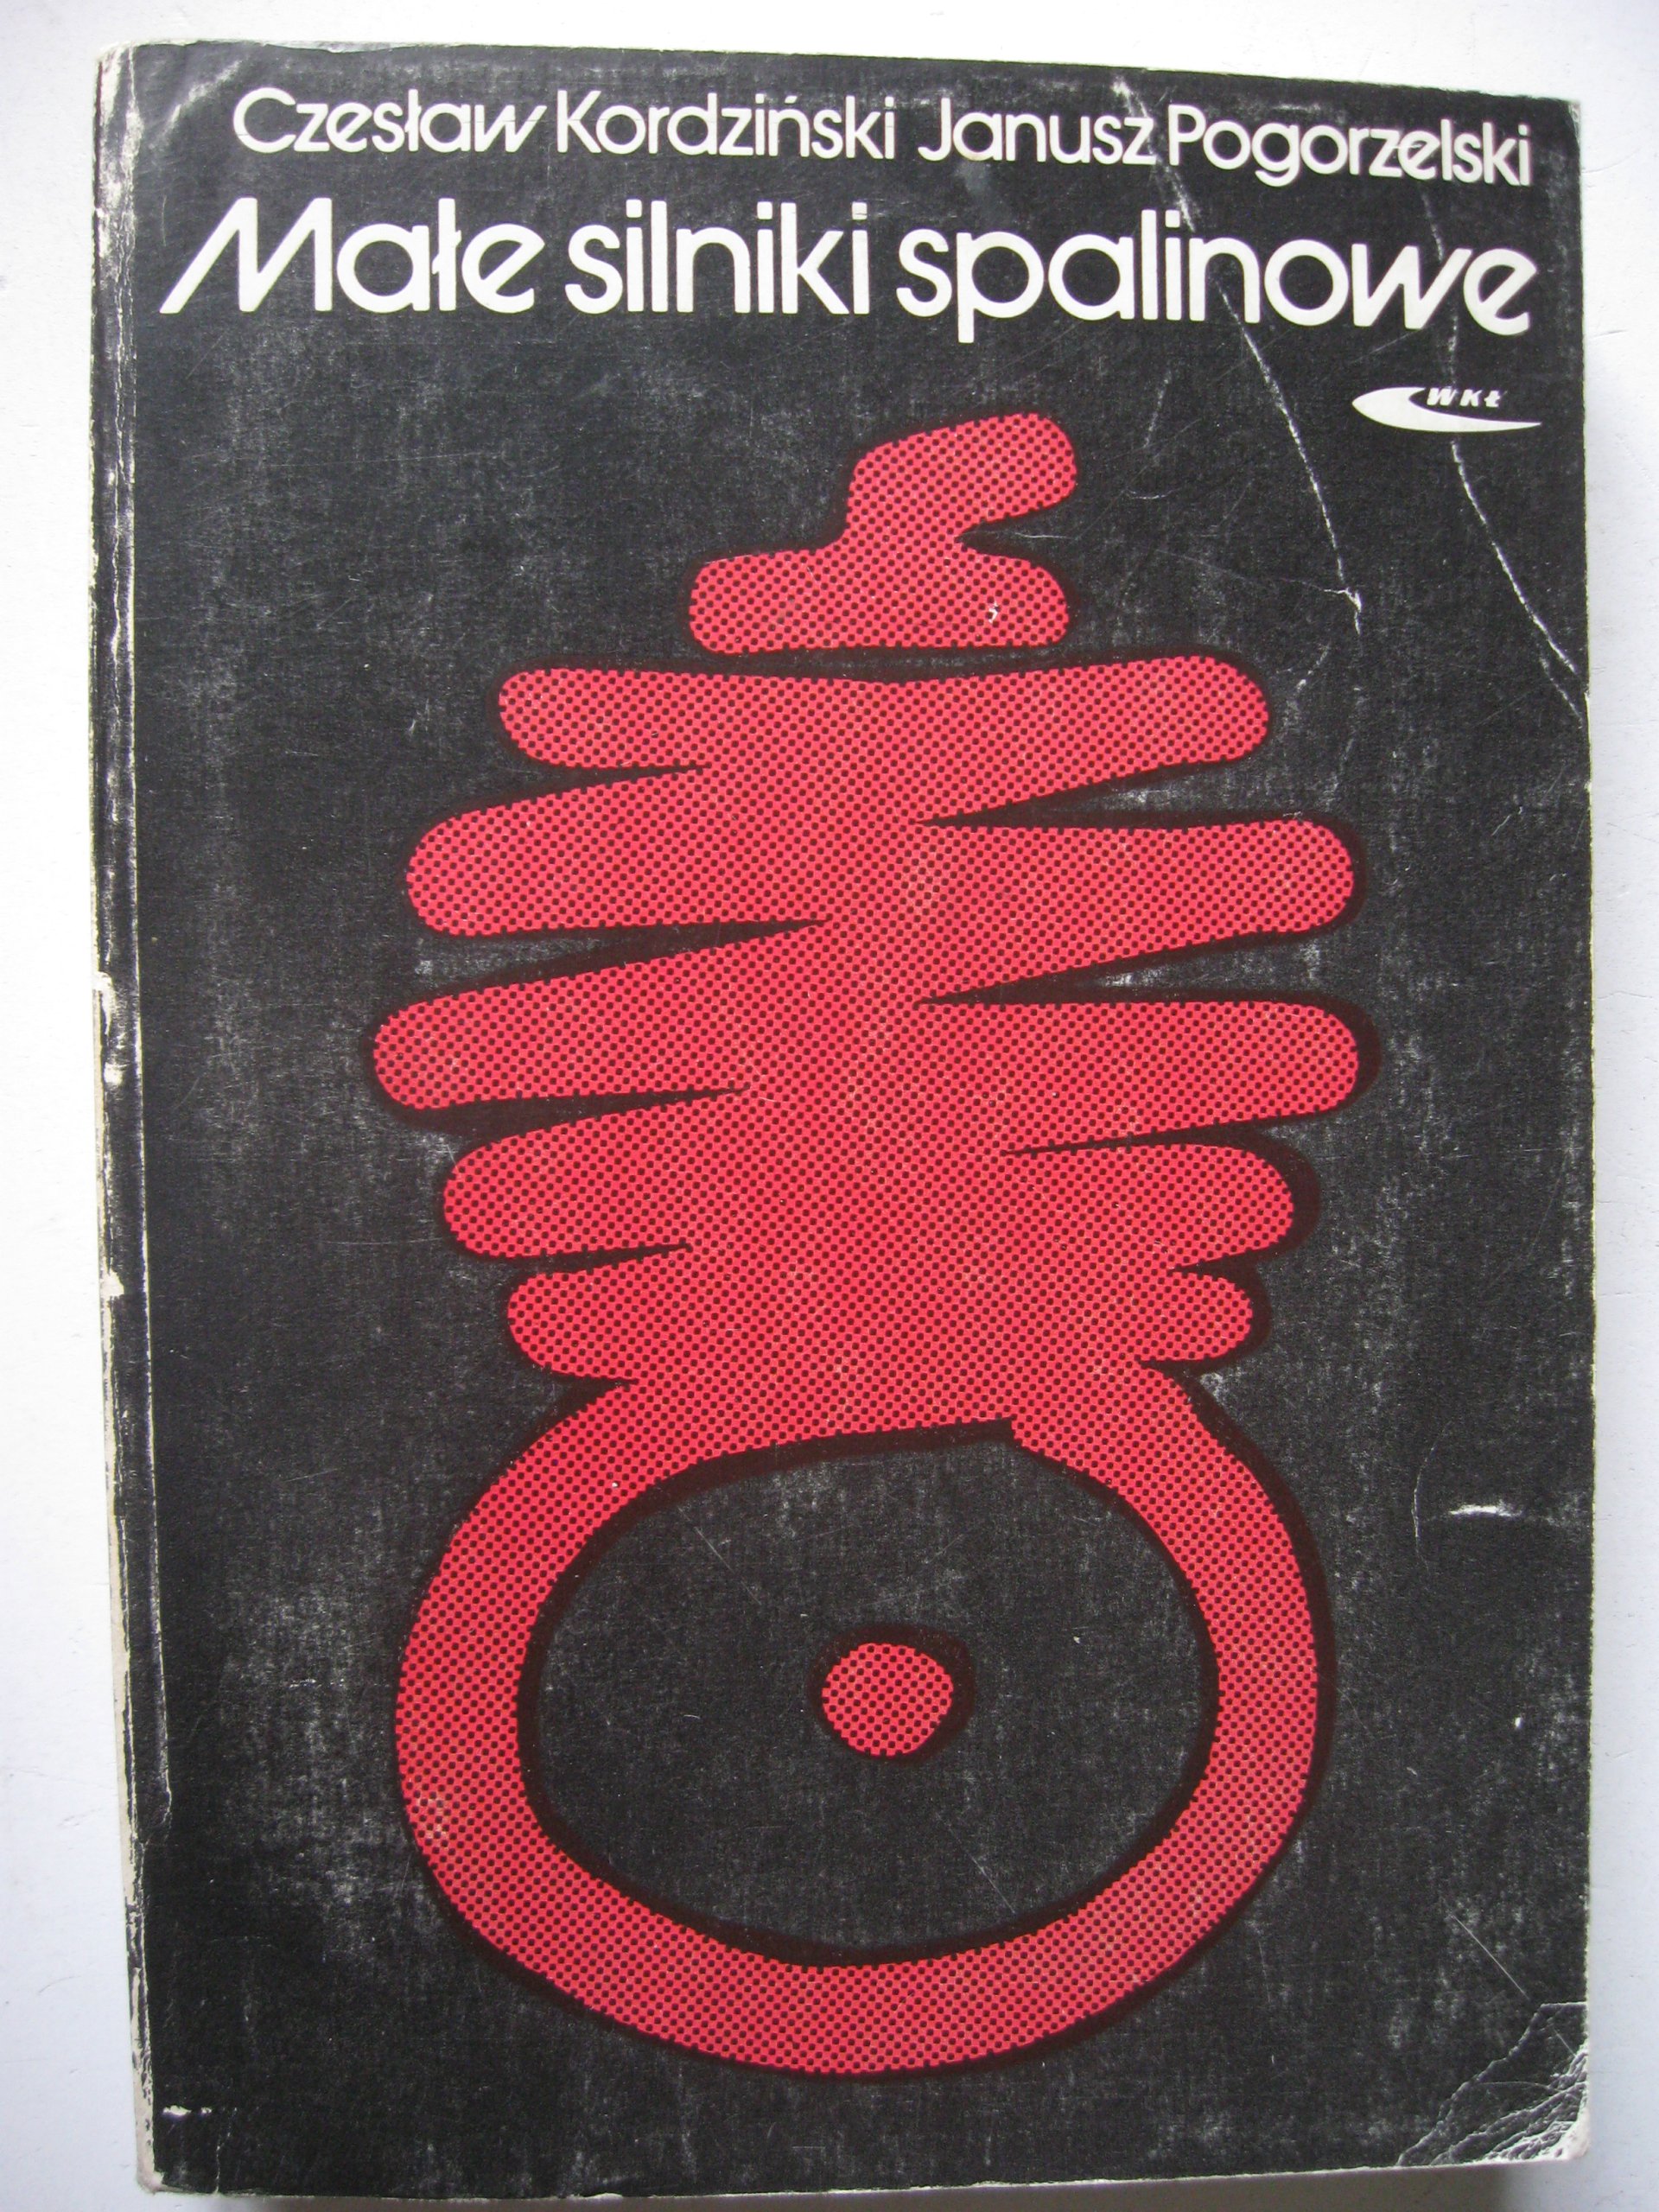 Czesław Kordziński Janusz Pogorzelski
Małe silniki spalinowe
WKŁ